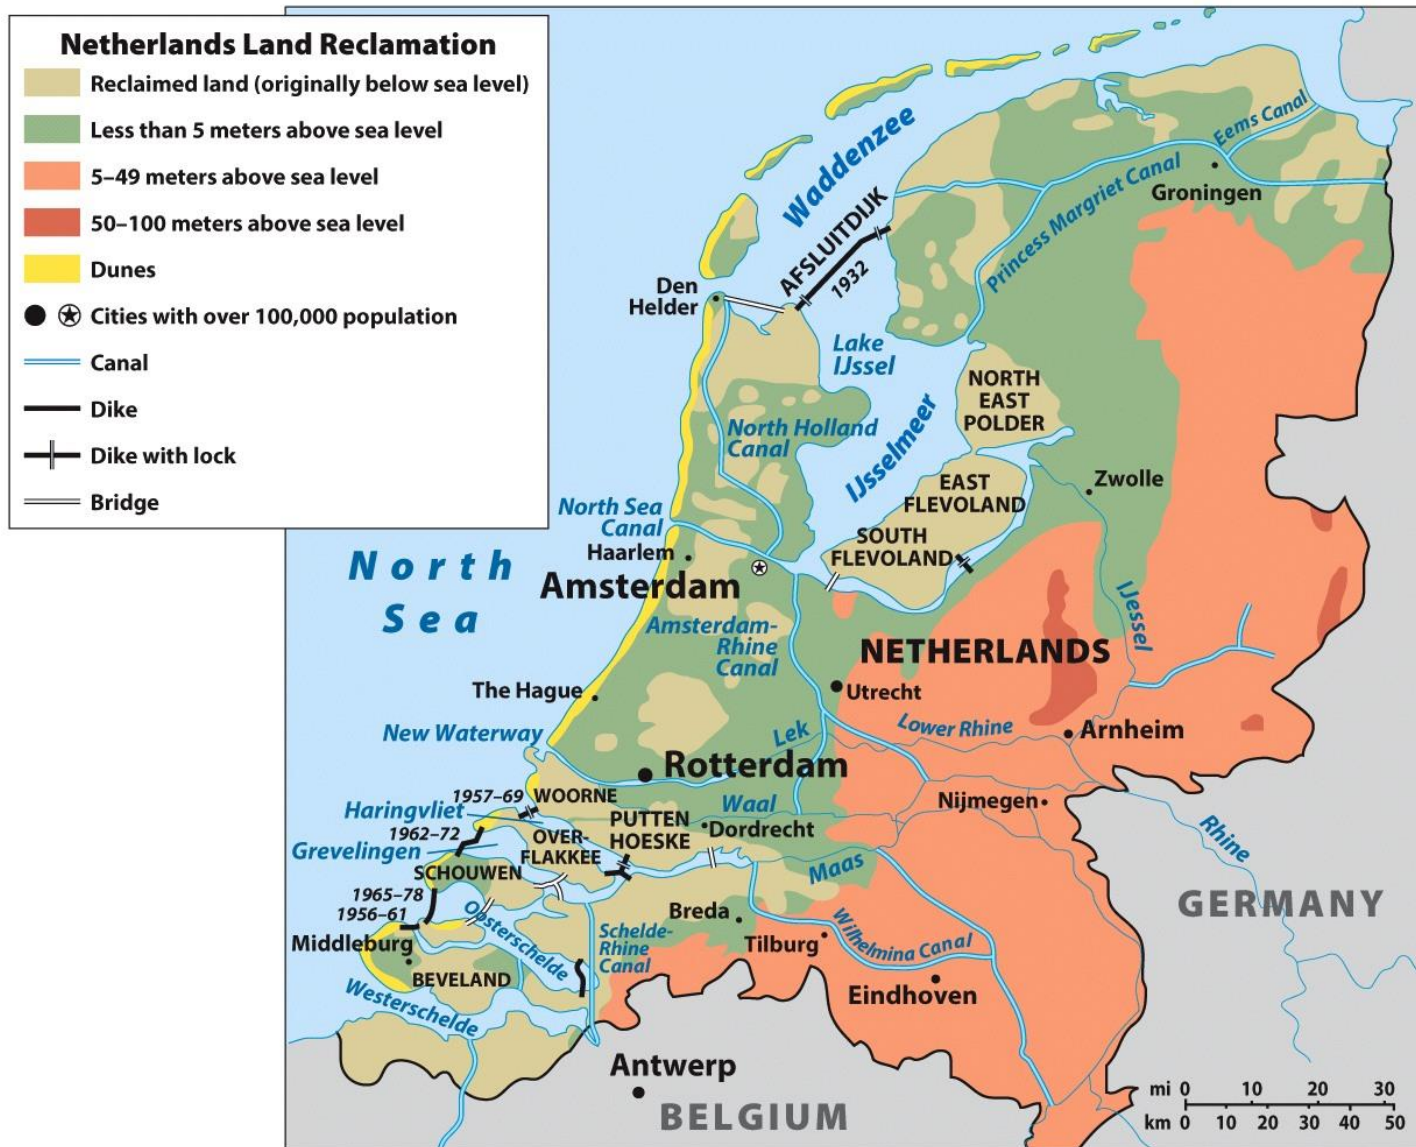 Netherlands Land Reclamation
Reclaimed land (originally below sea level)
Less than 5 meters above sea level
5–49 meters above sea level
50–100 meters above sea level
Dunes
Cities with over 100,000 population
Canal
Dike
Dike with lock
Bridge
Waddenzee
Eems Canal
Groningen
Princess Margriet Canal
AFSLUITDIJK
1932
Den
Helder
Lake
IJssel
NORTH
EAST
POLDER
North Holland
Canal
IJsselmeer
Zwolle
EAST
FLEVOLAND
North Sea
Canal
SOUTH
FLEVOLAND
Haarlem
North
Sea
Amsterdam
IJessel
Amsterdam-
Rhine
Canal
NETHERLANDS
The Hague
Utrecht
New Waterway
Lek
Lower Rhine
Arnheim
Rotterdam
1957–69
WOORNE
Haringvliet
Waal
Nijmegen
1962–72
OVER-
FLAKKEE
PUTTEN
HOESKE
Dordrecht
Grevelingen
Rhine
SCHOUWEN
Maas
1965–78
1956–61
Oosterschelde
Breda
GERMANY
Middleburg
Schelde-
Rhine
Canal
Tilburg
Wilhelmina Canal
BEVELAND
Westerschelde
Eindhoven
Antwerp
BELGIUM
mi 0 10 20 30
km 0 10 20 30 40 50